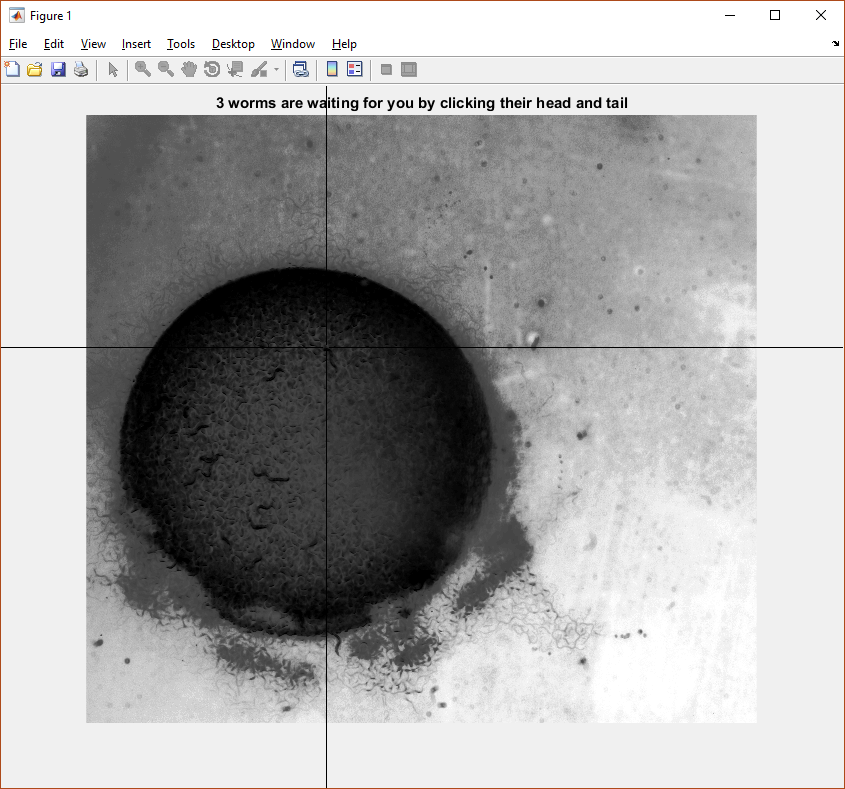 Figure 1
File Edit View Insert Tools Desktop Window Help
3 worms are waiting for you by clicking their head and tail